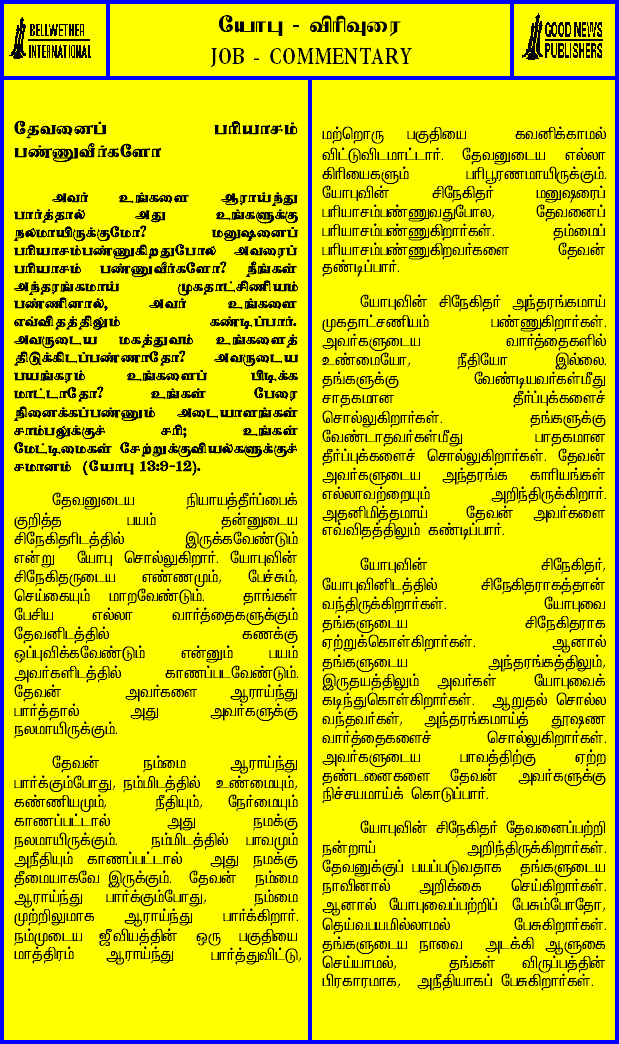 BELLWETHER
INTERNATIONAL
யோபு - விரிவுரை
JOB - COMMENTARY
GOOD NEWS
PUBLISHERS
தேவனைப் பரியாசம்
பண்ணுவீர்களோ
அவர் உங்களை ஆராய்ந்து
பார்த்தால் அது உங்களுக்கு
நலமாயிருக்குமோ? மனுஷனைப்
பரியாசம்பண்ணுகிறதுபோல் அவரைப்
பரியாசம் பண்ணுவீர்களோ? நீங்கள்
அந்தரங்கமாய் முகதாட்சிணியம்
பண்ணினால், அவர் உங்களை
எவ்விதத்திலும் கண்டிப்பார்.
அவருடைய மகத்துவம் உங்களைத்
திடுக்கிடப்பண்ணாதோ? அவருடைய
பயங்கரம் உங்களைப் பிடிக்க
மாட்டாதோ? உங்கள் பேரை
நினைக்கப்பண்ணும் அடையாளங்கள்
சாம்பலுக்குச் சரி; உங்கள்
மேட்டிமைகள் சேற்றுக்குவியல்களுக்குச்
சமானம் (யோபு 13:9-12).
தேவனுடைய நியாயத்தீர்ப்பைக்
குறித்த பயம் தன்னுடைய
சிநேகிதரிடத்தில் இருக்கவேண்டும்
என்று யோபு சொல்லுகிறார். யோபுவின்
சிநேகிதருடைய எண்ணமும், பேச்சும்,
செய்கையும் மாறவேண்டும். தாங்கள்
பேசிய எல்லா வார்த்தைகளுக்கும்
தேவனிடத்தில் கணக்கு
ஒப்புவிக்கவேண்டும் என்னும் பயம்
அவர்களிடத்தில் காணப்படவேண்டும்.
தேவன் அவர்களை ஆராய்ந்து
பார்த்தால் அது அவர்களுக்கு
நலமாயிருக்கும்.
தேவன் நம்மை ஆராய்ந்து
பார்க்கும்போது, நம்மிடத்தில் உண்மையும்,
கண்ணியமும், நீதியும், நேர்மையும்
காணப்பட்டால் அது நமக்கு
நலமாயிருக்கும். நம்மிடத்தில் பாவமும்
அநீதியும் காணப்பட்டால் அது நமக்கு
தீமையாகவே இருக்கும். தேவன் நம்மை
ஆராய்ந்து பார்க்கும்போது, நம்மை
முற்றிலுமாக ஆராய்ந்து பார்க்கிறார்.
நம்முடைய ஜீவியத்தின் ஒரு பகுதியை
மாத்திரம் ஆராய்ந்து பார்த்துவிட்டு,
மற்றொரு பகுதியை கவனிக்காமல்
விட்டுவிடமாட்டார். தேவனுடைய எல்லா
கிரியைகளும் பரிபூரணமாயிருக்கும்.
யோபுவின் சிநேகிதர் மனுஷரைப்
பரியாசம்பண்ணுவதுபோல, தேவனைப்
பரியாசம்பண்ணுகிறார்கள். தம்மைப்
பரியாசம்பண்ணுகிறவர்களை தேவன்
தண்டிப்பார்.
யோபுவின் சிநேகிதர் அந்தரங்கமாய்
முகதாட்சணியம் பண்ணுகிறார்கள்.
அவர்களுடைய வார்த்தைகளில்
உண்மையோ, நீதியோ இல்லை.
தங்களுக்கு வேண்டியவர்கள்மீது
சாதகமான தீர்ப்புக்களைச்
சொல்லுகிறார்கள். தங்களுக்கு
வேண்டாதவர்கள்மீது பாதகமான
தீர்ப்புக்களைச் சொல்லுகிறார்கள். தேவன்
அவர்களுடைய அந்தரங்க காரியங்கள்
எல்லாவற்றையும் அறிந்திருக்கிறார்.
அதனிமித்தமாய் தேவன் அவர்களை
எவ்விதத்திலும் கண்டிப்பார்.
யோபுவின் சிநேகிதர்,
யோபுவினிடத்தில் சிநேகிதராகத்தான்
வந்திருக்கிறார்கள். யோபுவை
தங்களுடைய சிநேகிதராக
ஏற்றுக்கொள்கிறார்கள். ஆனால்
தங்களுடைய அந்தரங்கத்திலும்,
இருதயத்திலும் அவர்கள் யோபுவைக்
கடிந்துகொள்கிறார்கள். ஆறுதல் சொல்ல
வந்தவர்கள், அந்தரங்கமாய்த் தூஷண
வார்த்தைகளைச் சொல்லுகிறார்கள்.
அவர்களுடைய பாவத்திற்கு ஏற்ற
தண்டனைகளை தேவன் அவர்களுக்கு
நிச்சயமாய்க் கொடுப்பார்.
யோபுவின் சிநேகிதர் தேவனைப்பற்றி
நன்றாய் அறிந்திருக்கிறார்கள்.
தேவனுக்குப் பயப்படுவதாக தங்களுடைய
நாவினால் அறிக்கை செய்கிறார்கள்.
ஆனால் யோபுவைப்பற்றிப் பேசும்போதோ,
தெய்வபயமில்லாமல் பேசுகிறார்கள்.
தங்களுடைய நாவை அடக்கி ஆளுகை
செய்யாமல், தங்கள் விருப்பத்தின்
பிரகாரமாக, அநீதியாகப் பேசுகிறார்கள்.